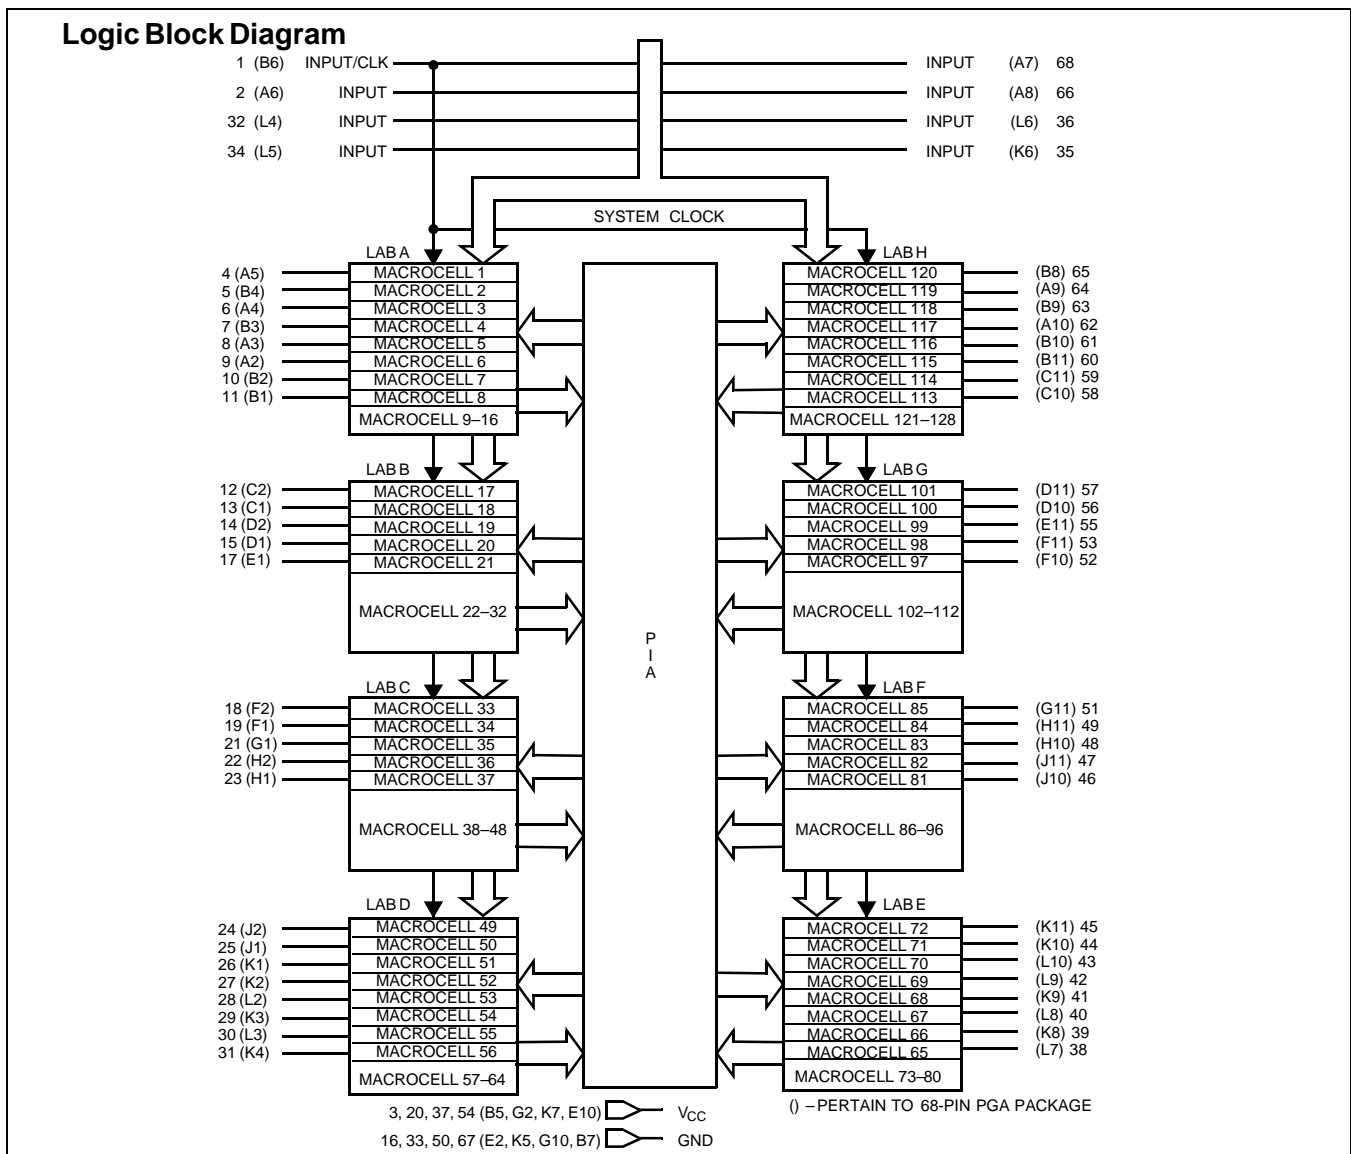 Logic Block Diagram
1 (B6) INPUT/CLK INPUT (A7) 68
2 (A6) INPUT INPUT (A8) 66
32 (L4) INPUT INPUT (L6) 36
34 (L5) INPUT INPUT (K6) 35
SYSTEM CLOCK
LAB A LAB H
4 (A5) MACROCELL 1 MACROCELL 120 (B8) 65
5 (B4) MACROCELL 2 MACROCELL 119 (A9) 64
6 (A4) MACROCELL 3 MACROCELL 118 (B9) 63
7 (B3) MACROCELL 4 MACROCELL 117 (A10) 62
8 (A3) MACROCELL 5 MACROCELL 116 (B10) 61
9 (A2) MACROCELL 6 MACROCELL 115 (B11) 60
10 (B2) MACROCELL 7 MACROCELL 114 (C11) 59
11 (B1) MACROCELL 8 MACROCELL 113 (C10) 58
MACROCELL 9–16 MACROCELL 121–128
LAB B LAB G
12 (C2) MACROCELL 17 MACROCELL 101 (D11) 57
13 (C1) MACROCELL 18 MACROCELL 100 (D10) 56
14 (D2) MACROCELL 19 MACROCELL 99 (E11) 55
15 (D1) MACROCELL 20 MACROCELL 98 (F11) 53
17 (E1) MACROCELL 21 MACROCELL 97 (F10) 52
MACROCELL 22–32 MACROCELL 102–112
P
I
A
LAB C LAB F
18 (F2) MACROCELL 33 MACROCELL 85 (G11) 51
19 (F1) MACROCELL 34 MACROCELL 84 (H11) 49
21 (G1) MACROCELL 35 MACROCELL 83 (H10) 48
22 (H2) MACROCELL 36 MACROCELL 82 (J11) 47
23 (H1) MACROCELL 37 MACROCELL 81 (J10) 46
MACROCELL 38–48 MACROCELL 86–96
LAB D LAB E
24 (J2) MACROCELL 49 MACROCELL 72 (K11) 45
25 (J1) MACROCELL 50 MACROCELL 71 (K10) 44
26 (K1) MACROCELL 51 MACROCELL 70 (L10) 43
27 (K2) MACROCELL 52 MACROCELL 69 (L9) 42
28 (L2) MACROCELL 53 MACROCELL 68 (K9) 41
29 (K3) MACROCELL 54 MACROCELL 67 (L8) 40
30 (L3) MACROCELL 55 MACROCELL 66 (K8) 39
31 (K4) MACROCELL 56 MACROCELL 65 (L7) 38
MACROCELL 57–64 MACROCELL 73–80
3, 20, 37, 54 (B5, G2, K7, E10) VCC () – PERTAIN TO 68-PIN PGA PACKAGE
16, 33, 50, 67 (E2, K5, G10, B7) GND